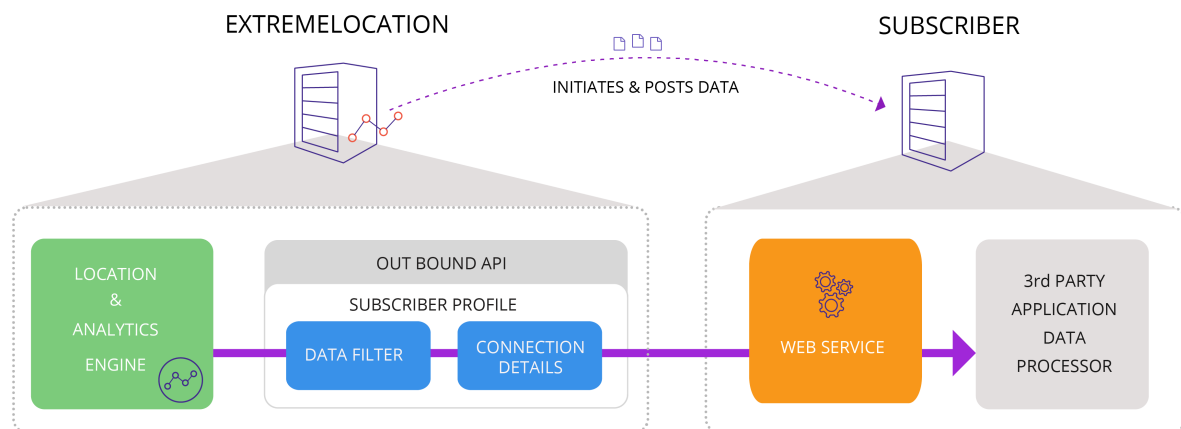 EXTREMELOCATION
SUBSCRIBER
INITIATES & POSTS DATA
LOCATION
&
ANALYTICS
ENGINE
OUT BOUND API
SUBSCRIBER PROFILE
DATA FILTER
CONNECTION
DETAILS
WEB SERVICE
3rd PARTY
APPLICATION
DATA
PROCESSOR